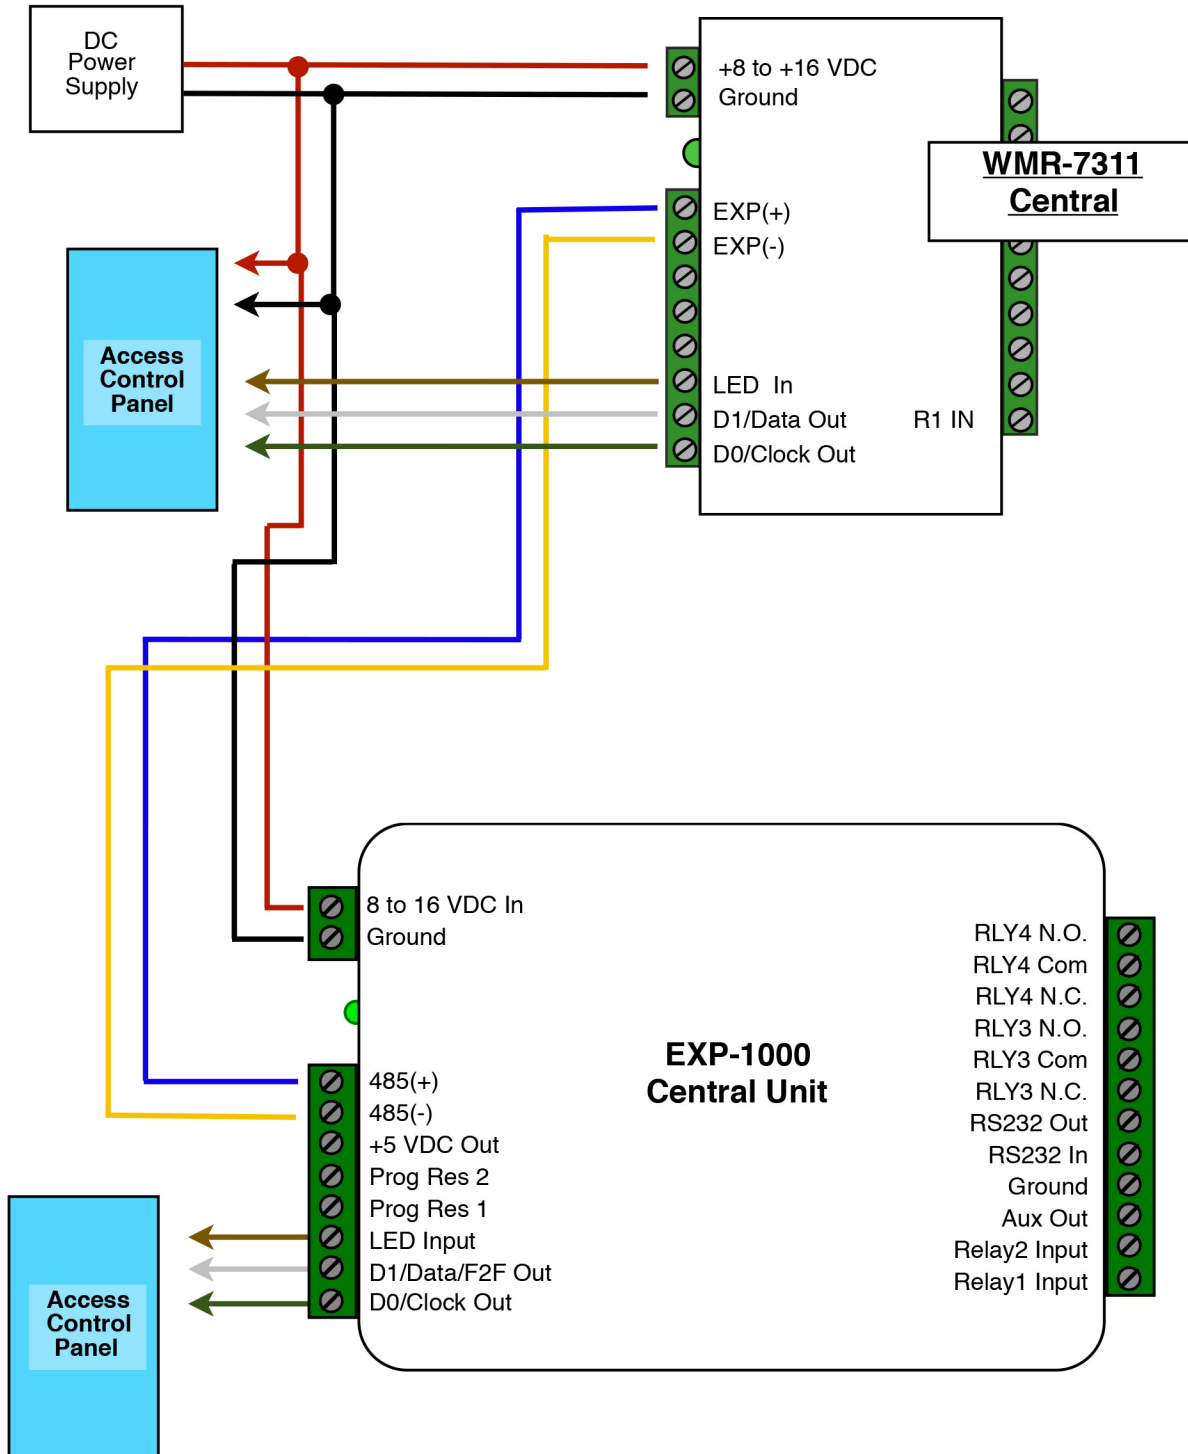 DC
Power
Supply
+8 to +16 VDC
Ground
WMR-7311
Central
EXP(+)
EXP(-)
Access
Control
Panel
LED  In
D1/Data Out
R1 IN
D0/Clock Out
8 to 16 VDC In
Ground
EXP-1000
Central Unit
485(+)
485(-)
+5 VDC Out
Prog Res 2
Prog Res 1
LED Input
D1/Data/F2F Out
D0/Clock Out
RLY4 N.O.
RLY4 Com
RLY4 N.C.
RLY3 N.O.
RLY3 Com
RLY3 N.C.
RS232 Out
RS232 In
Ground
Aux Out
Relay2 Input
Relay1 Input
Access
Control
Panel